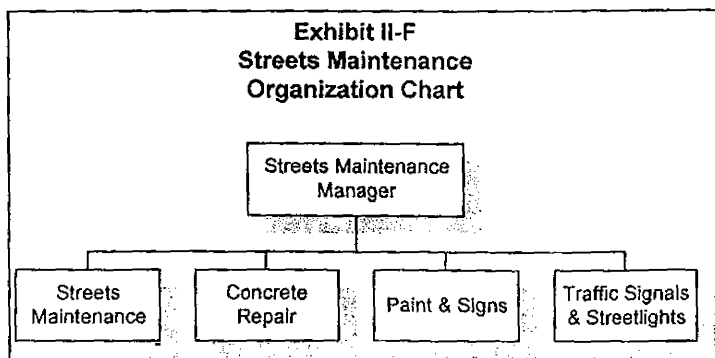 Exhibit II-F
Streets Maintenance
Organization Chart
Streets Maintenance
Manager
Streets
Maintenance
Concrete
Repair
Paint & Signs
Traffic Signals
& Streetlights